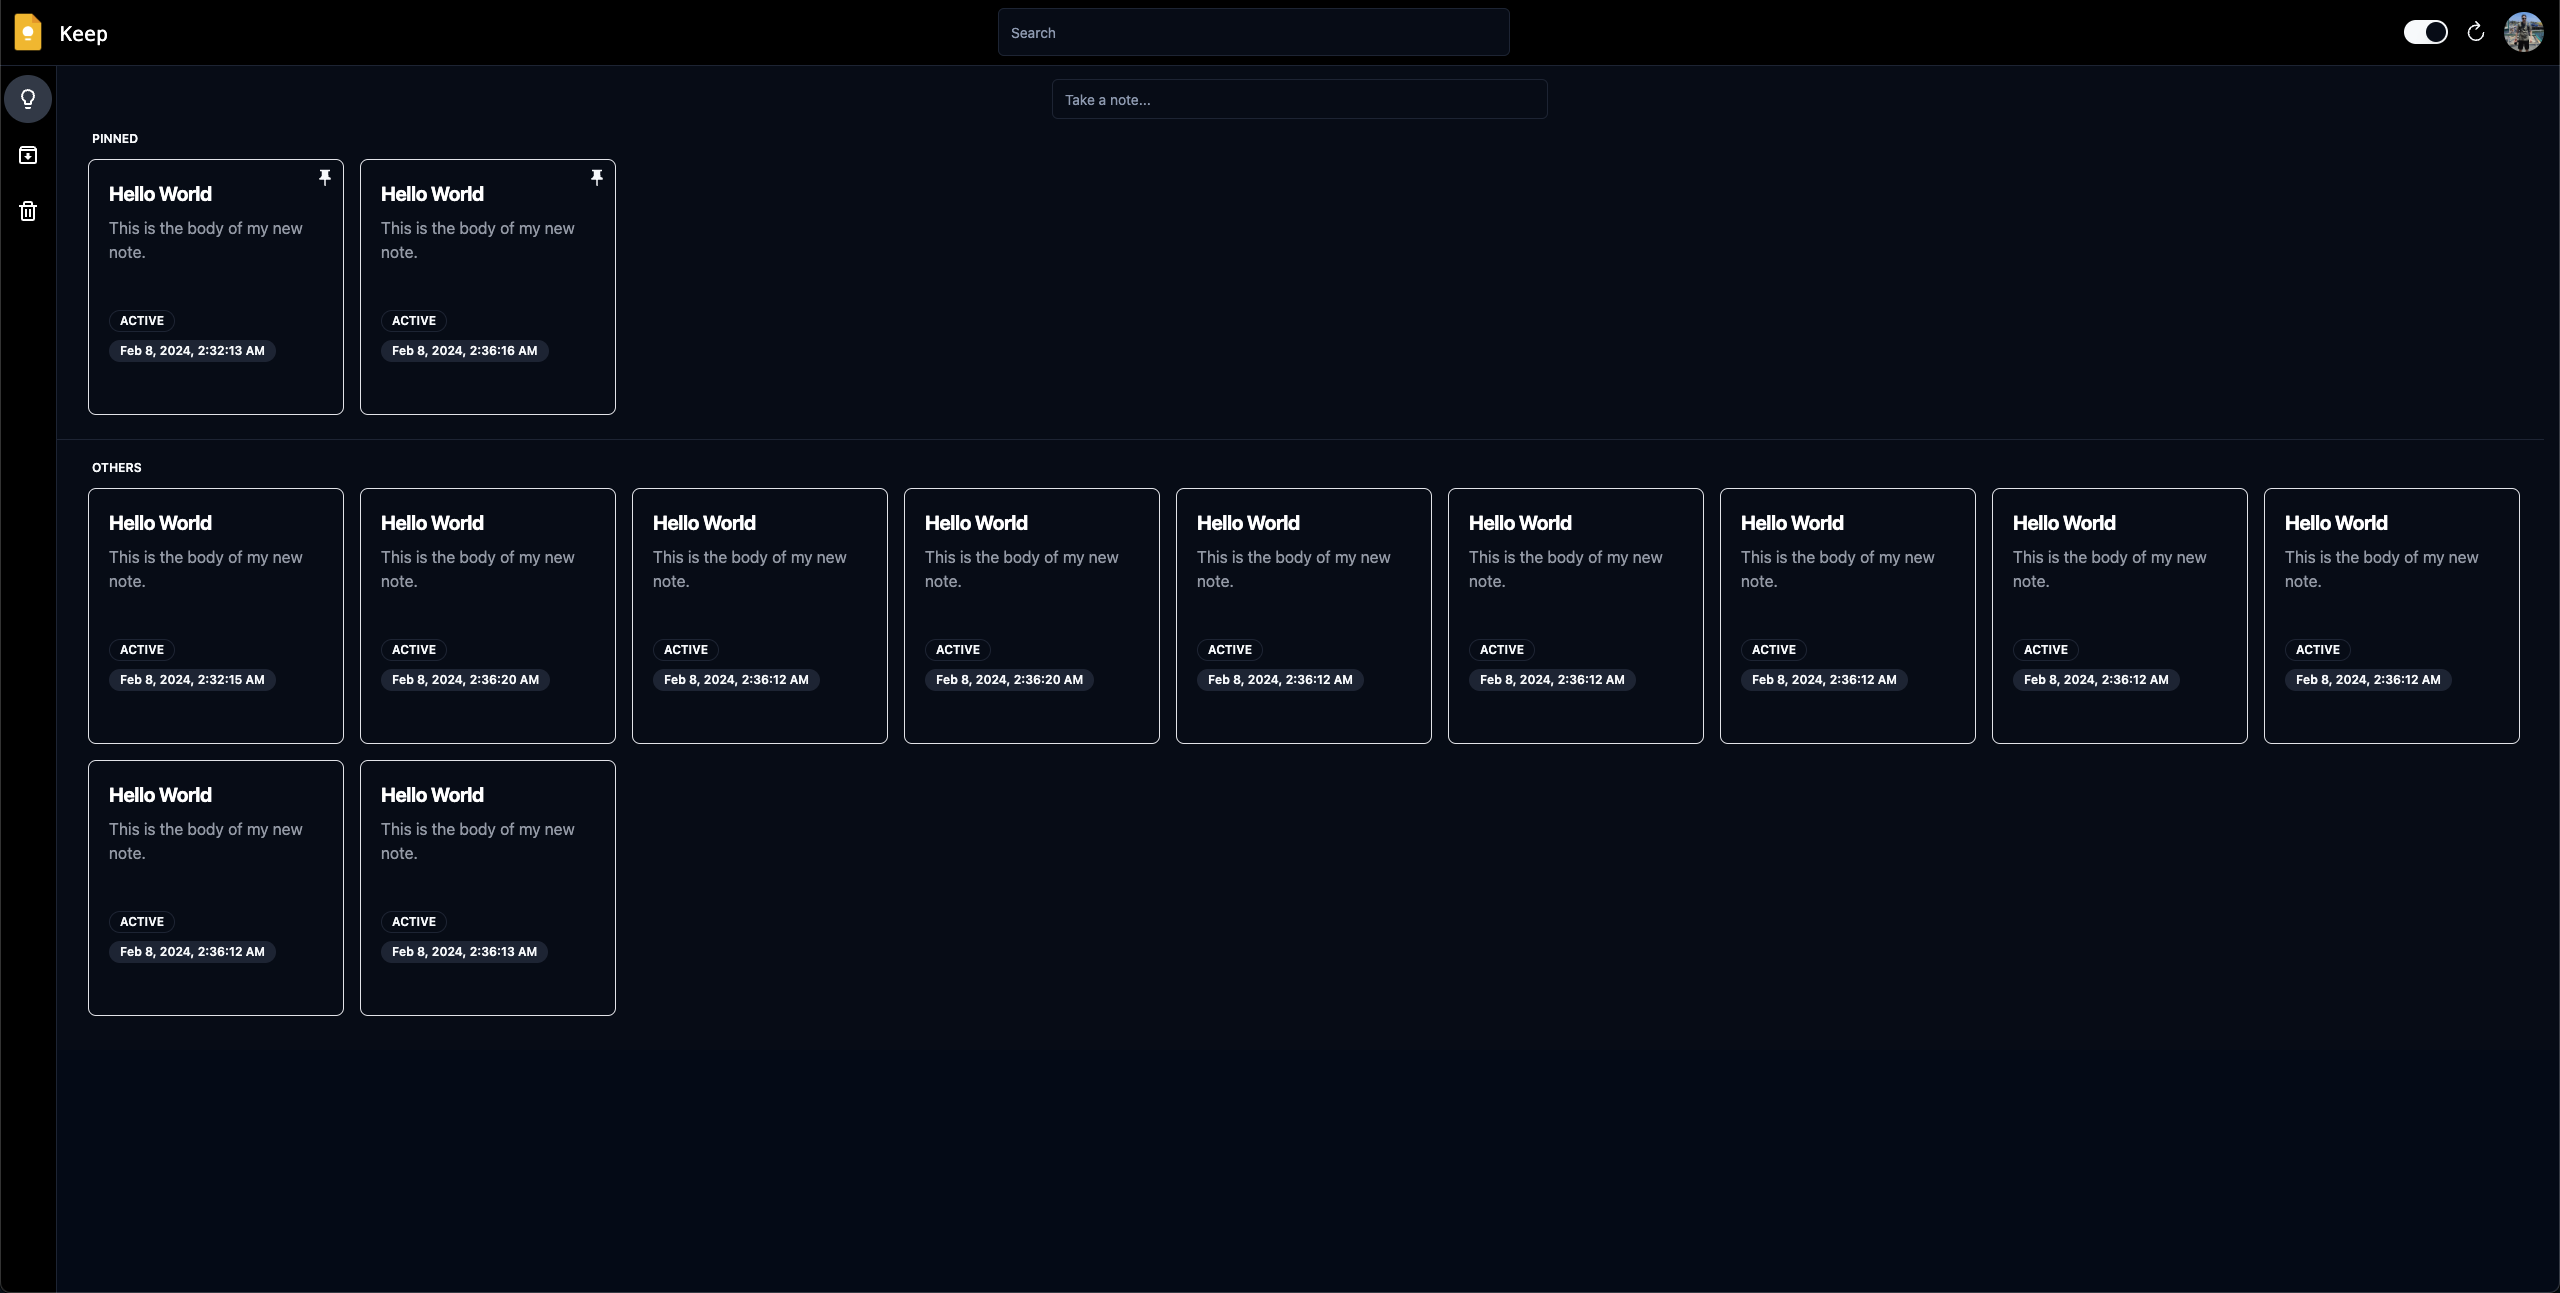 Keep
Search
Take a note...
PINNED
Hello World
This is the body of my new
note.
ACTIVE
Feb 8, 2024, 2:32:13 AM
Hello World
This is the body of my new
note.
ACTIVE
Feb 8, 2024, 2:36:16 AM
OTHERS
Hello World
This is the body of my new
note.
ACTIVE
Feb 8, 2024, 2:32:15 AM
Hello World
This is the body of my new
note.
ACTIVE
Feb 8, 2024, 2:36:20 AM
Hello World
This is the body of my new
note.
ACTIVE
Feb 8, 2024, 2:36:12 AM
Hello World
This is the body of my new
note.
ACTIVE
Feb 8, 2024, 2:36:20 AM
Hello World
This is the body of my new
note.
ACTIVE
Feb 8, 2024, 2:36:12 AM
Hello World
This is the body of my new
note.
ACTIVE
Feb 8, 2024, 2:36:12 AM
Hello World
This is the body of my new
note.
ACTIVE
Feb 8, 2024, 2:36:12 AM
Hello World
This is the body of my new
note.
ACTIVE
Feb 8, 2024, 2:36:12 AM
Hello World
This is the body of my new
note.
ACTIVE
Feb 8, 2024, 2:36:12 AM
Hello World
This is the body of my new
note.
ACTIVE
Feb 8, 2024, 2:36:12 AM
Hello World
This is the body of my new
note.
ACTIVE
Feb 8, 2024, 2:36:13 AM